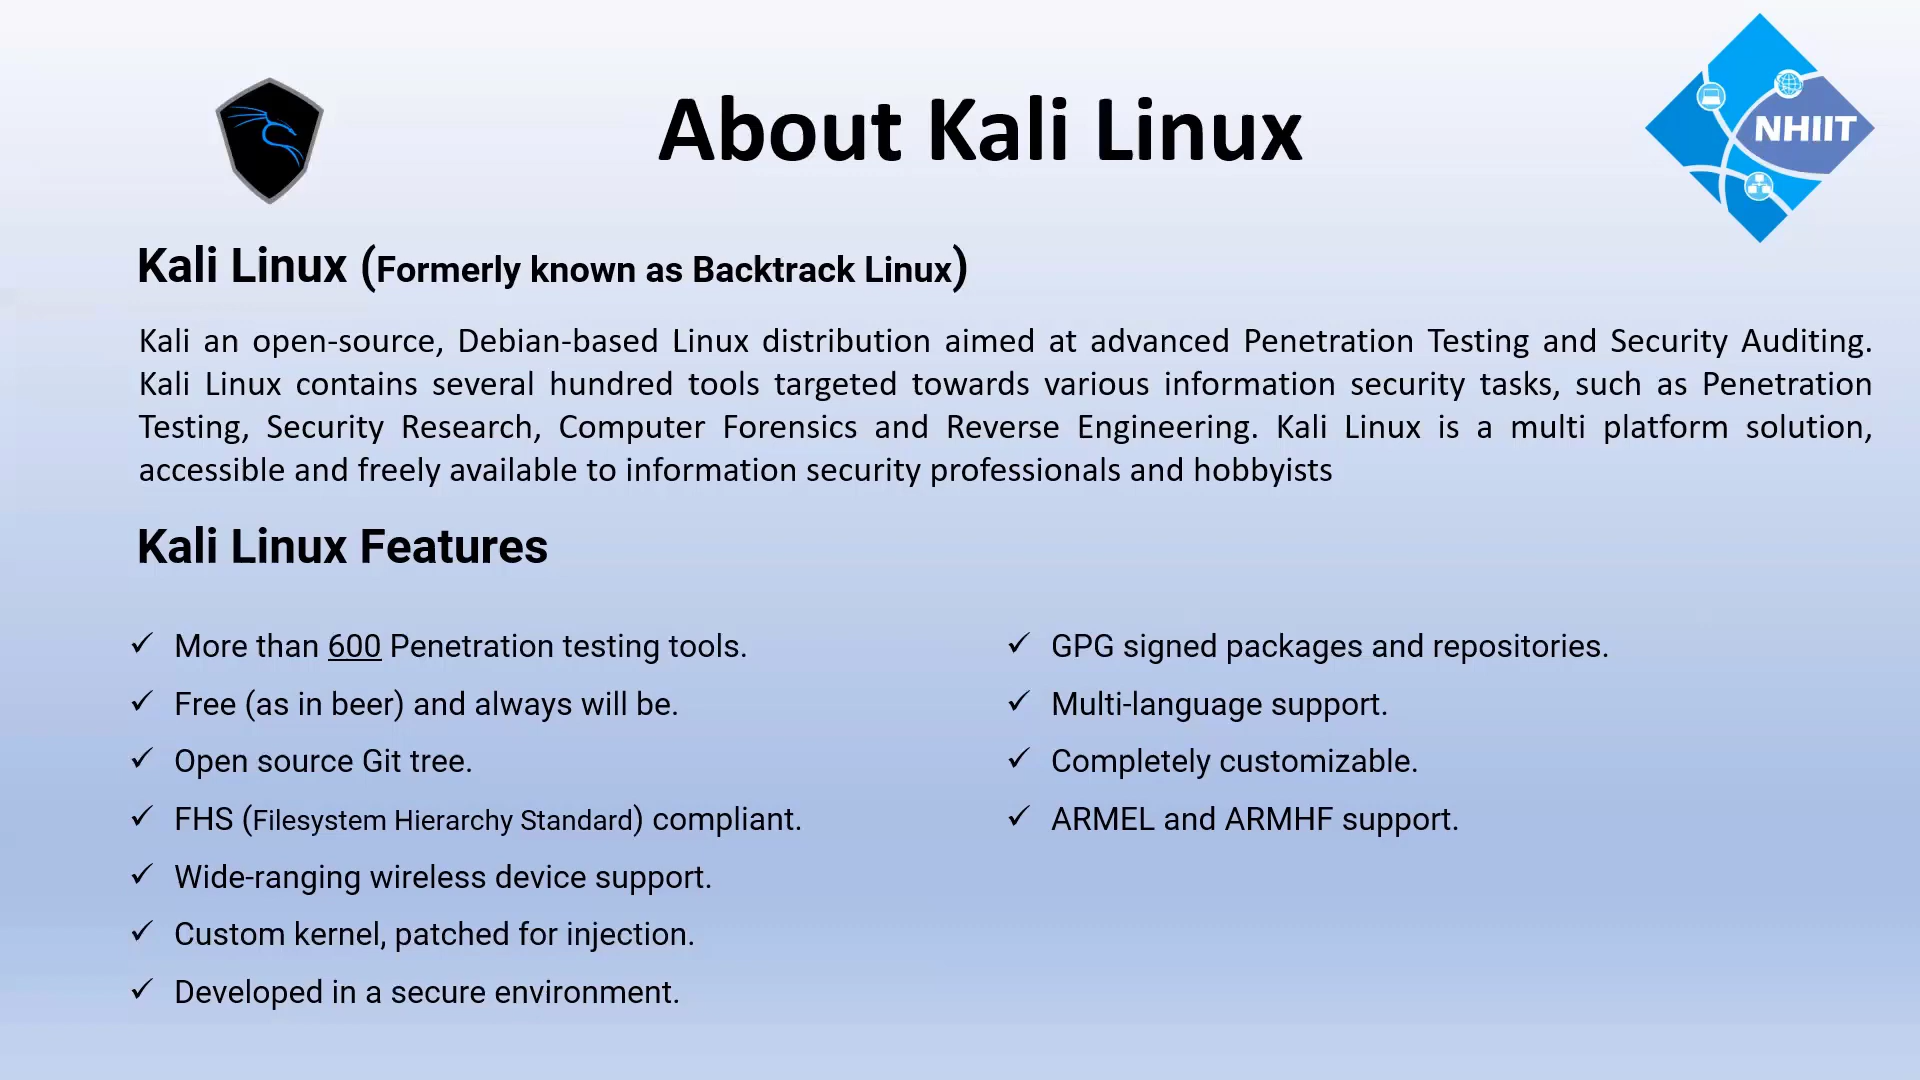 About Kali Linux
NHIIT
Kali Linux (Formerly known as Backtrack Linux)
Kali an open-source, Debian-based Linux distribution aimed at advanced Penetration Testing and Security Auditing.
Kali Linux contains several hundred tools targeted towards various information security tasks, such as Penetration
Testing, Security Research, Computer Forensics and Reverse Engineering. Kali Linux is a multi platform solution,
accessible and freely available to information security professionals and hobbyists
Kali Linux Features
✓ More than 600 Penetration testing tools.
✓ Free (as in beer) and always will be.
✓ Open source Git tree.
✓ FHS (Filesystem Hierarchy Standard) compliant.
✓ Wide-ranging wireless device support.
✓ Custom kernel, patched for injection.
✓ Developed in a secure environment.
✓ GPG signed packages and repositories.
✓ Multi-language support.
✓ Completely customizable.
✓ ARMEL and ARMHF support.